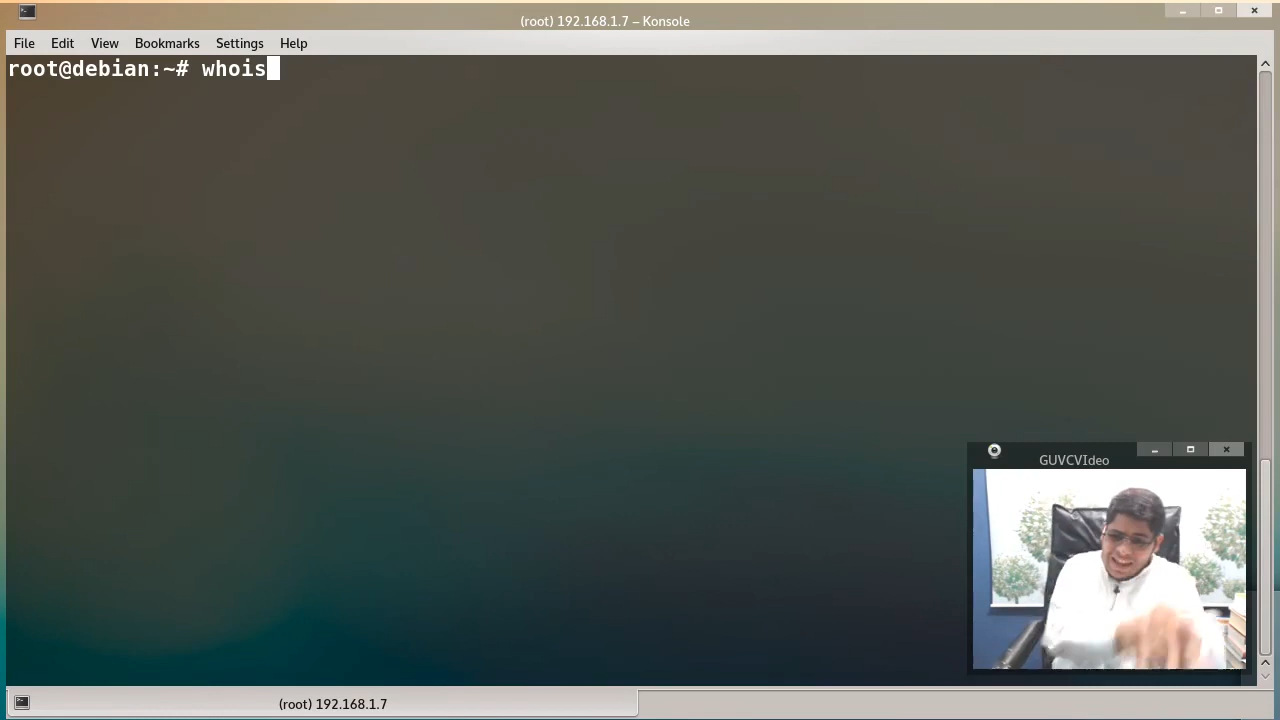 (root) 192.168.1.7 – Konsole
File Edit View Bookmarks Settings Help
root@debian:~# whois
GUVCVIdeo
(root) 192.168.1.7